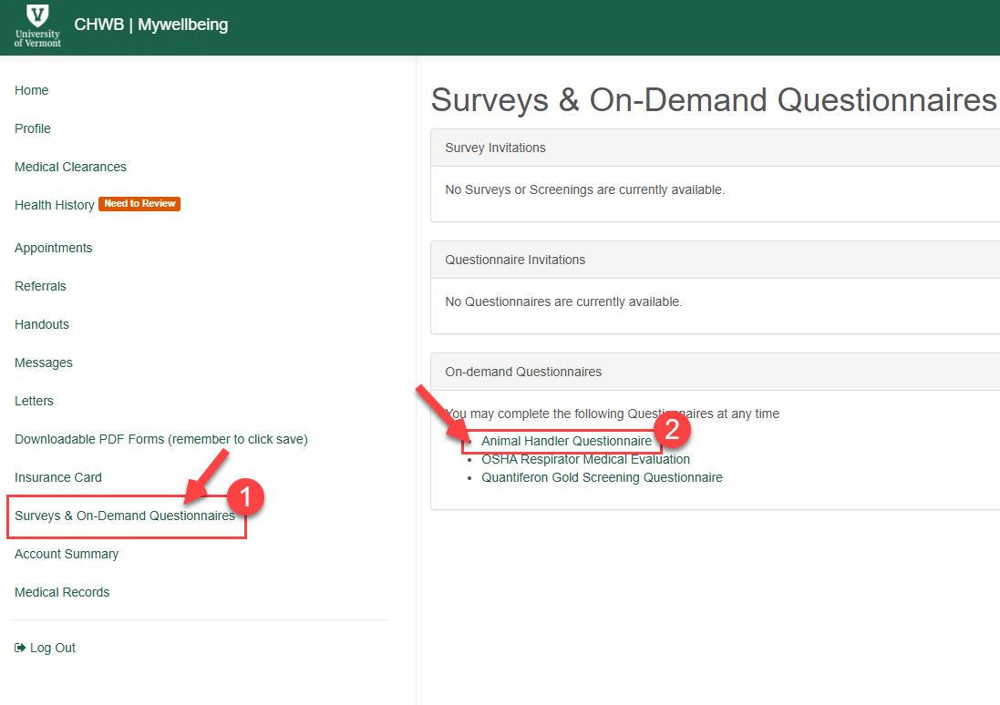 University
of Vermont
CHWB | Mywellbeing
Home
Profile
Medical Clearances
Health History Need to Review
Appointments
Referrals
Handouts
Messages
Letters
Downloadable PDF Forms (remember to click save)
Insurance Card
1
Surveys & On-Demand Questionnaires
Account Summary
Medical Records
Log Out
Surveys & On-Demand Questionnaires
Survey Invitations
No Surveys or Screenings are currently available.
Questionnaire Invitations
No Questionnaires are currently available.
On-demand Questionnaires
You may complete the following Questionnaires at any time
2
Animal Handler Questionnaire
OSHA Respirator Medical Evaluation
Quantiferon Gold Screening Questionnaire